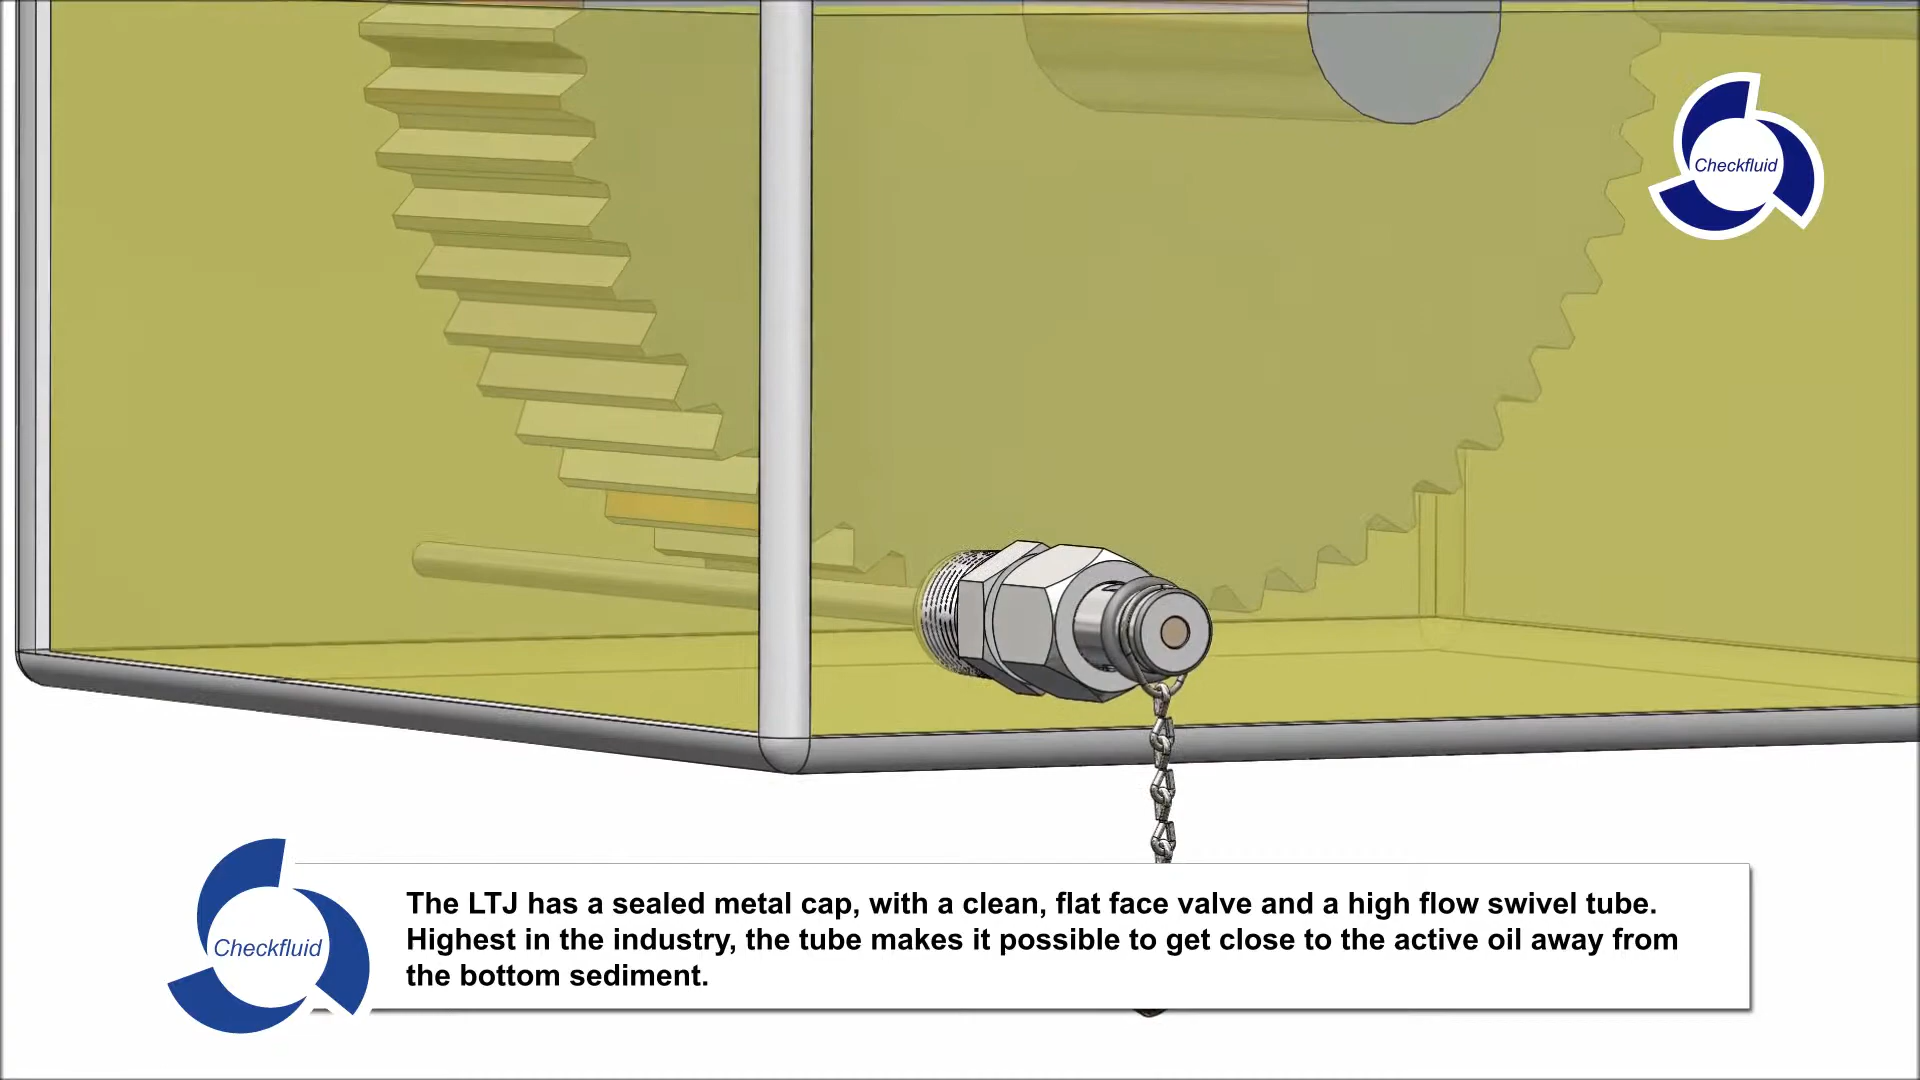 Checkfluid
Checkfluid
The LTJ has a sealed metal cap, with a clean, flat face valve and a high flow swivel tube.
Highest in the industry, the tube makes it possible to get close to the active oil away from
the bottom sediment.